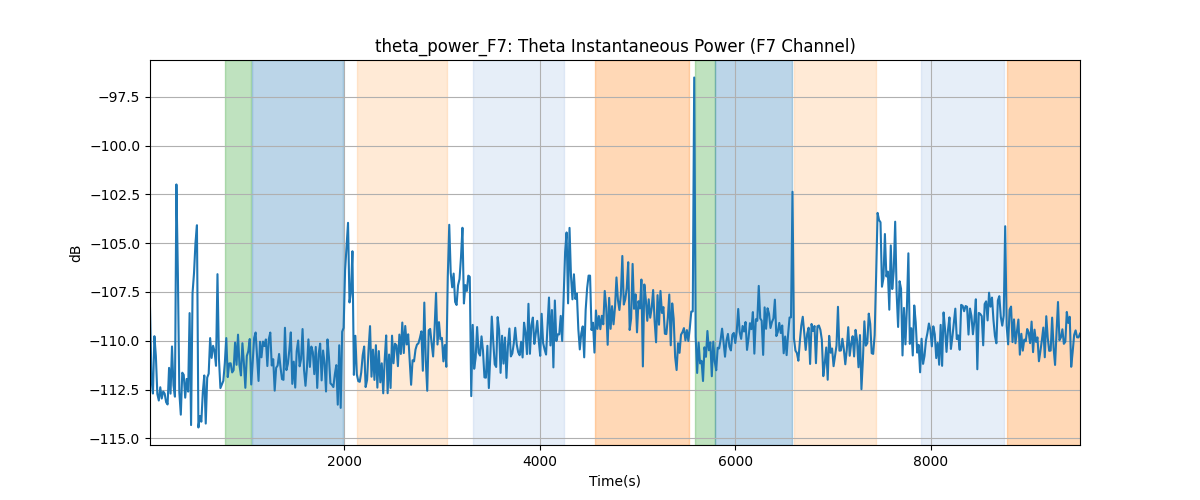 theta_power_F7: Theta Instantaneous Power (F7 Channel)
−97.5
−100.0
−102.5
−105.0
−107.5
−110.0
−112.5
−115.0
dB
2000 4000 6000 8000
Time(s)